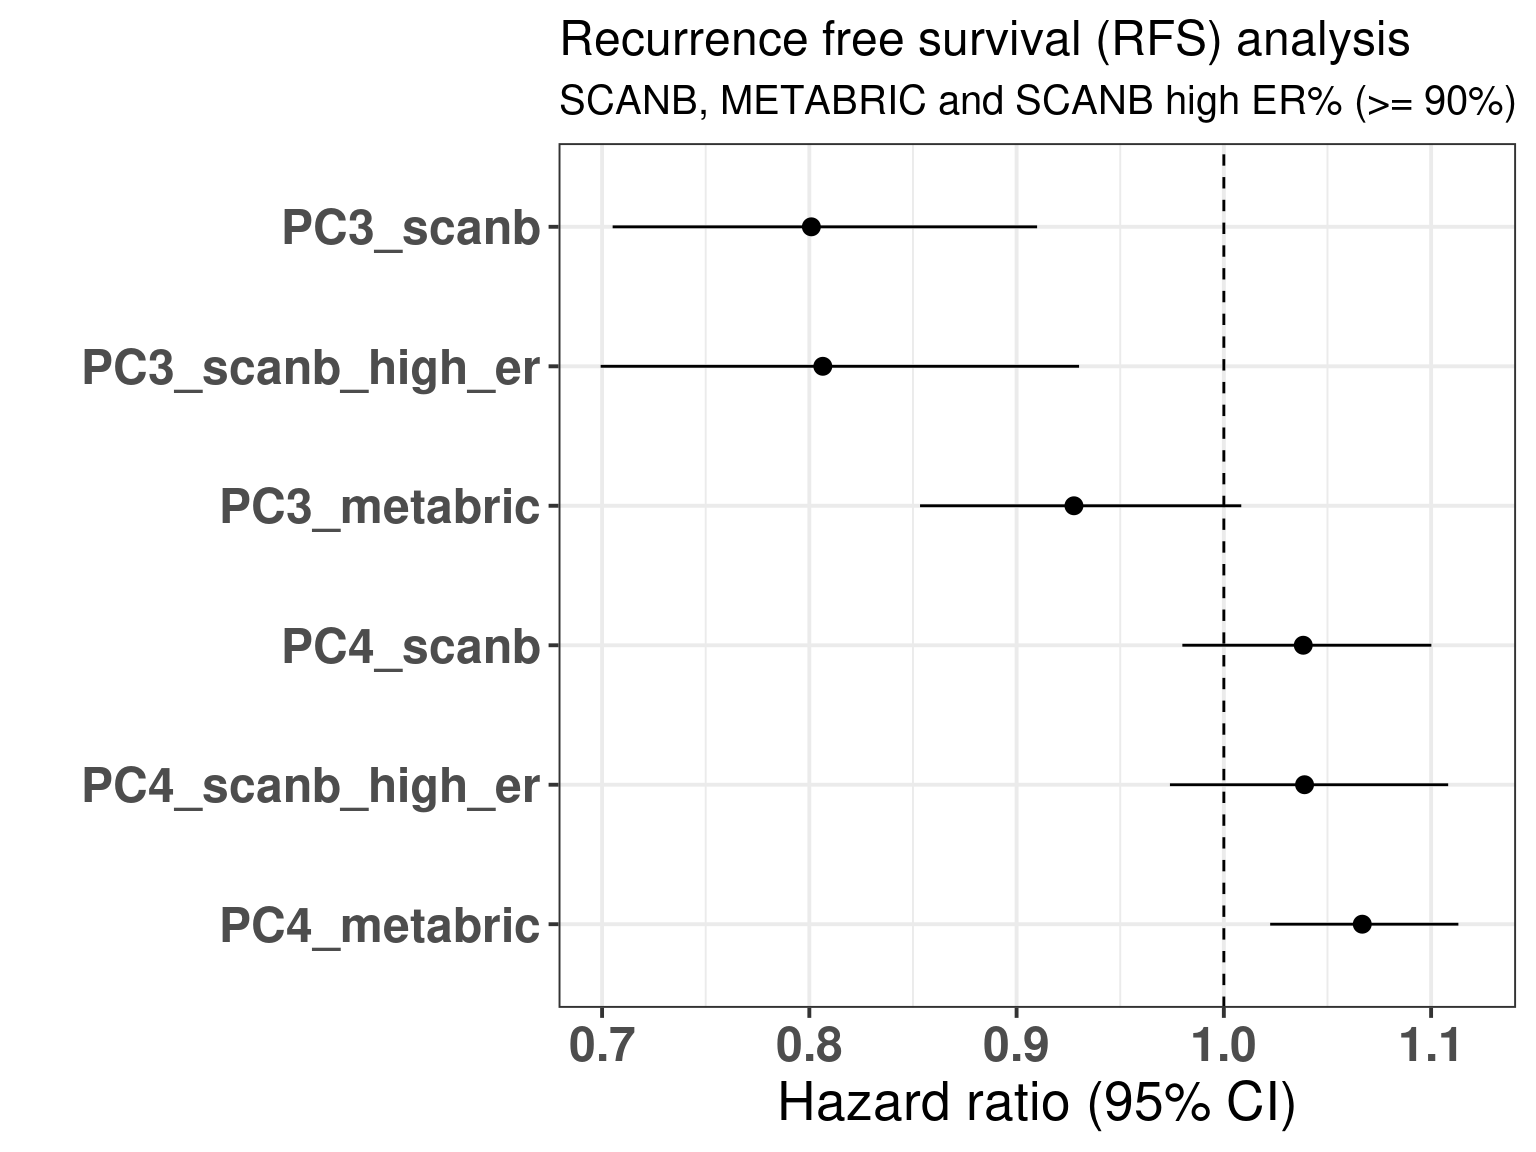 Recurrence free survival (RFS) analysis
SCANB, METABRIC and SCANB high ER% (>= 90%)
PC3_scanb
PC3_scanb_high_er
PC3_metabric
PC4_scanb
PC4_scanb_high_er
PC4_metabric
0.7 0.8 0.9 1.0 1.1
Hazard ratio (95% CI)